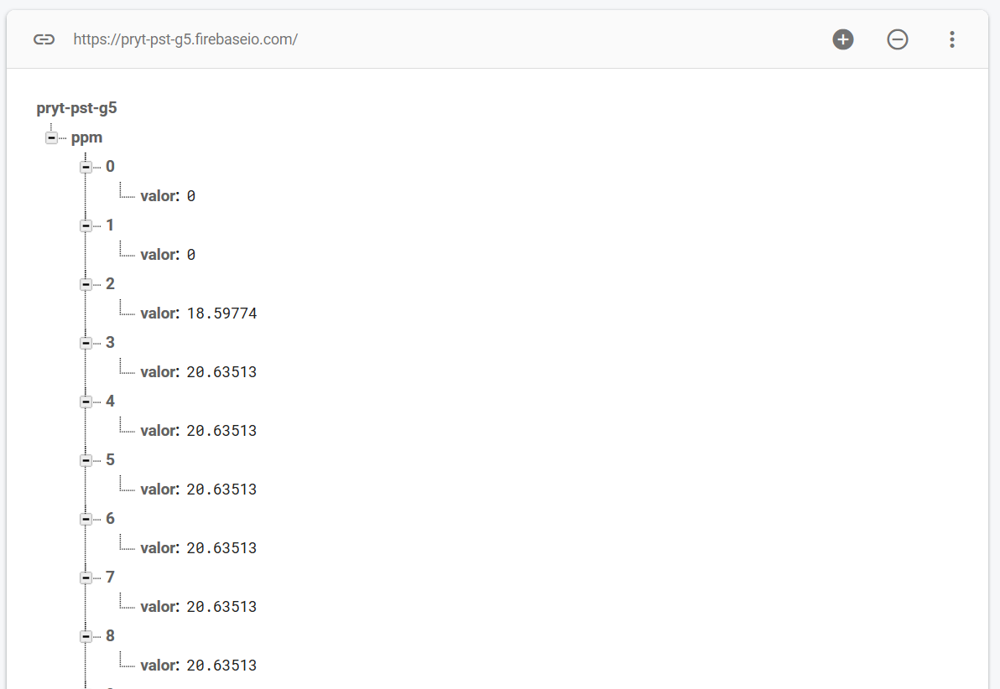 https://pryt-pst-g5.firebaseio.com/
pryt-pst-g5
ppm
0
valor: 0
1
valor: 0
2
valor: 18.59774
3
valor: 20.63513
4
valor: 20.63513
5
valor: 20.63513
6
valor: 20.63513
7
valor: 20.63513
8
valor: 20.63513